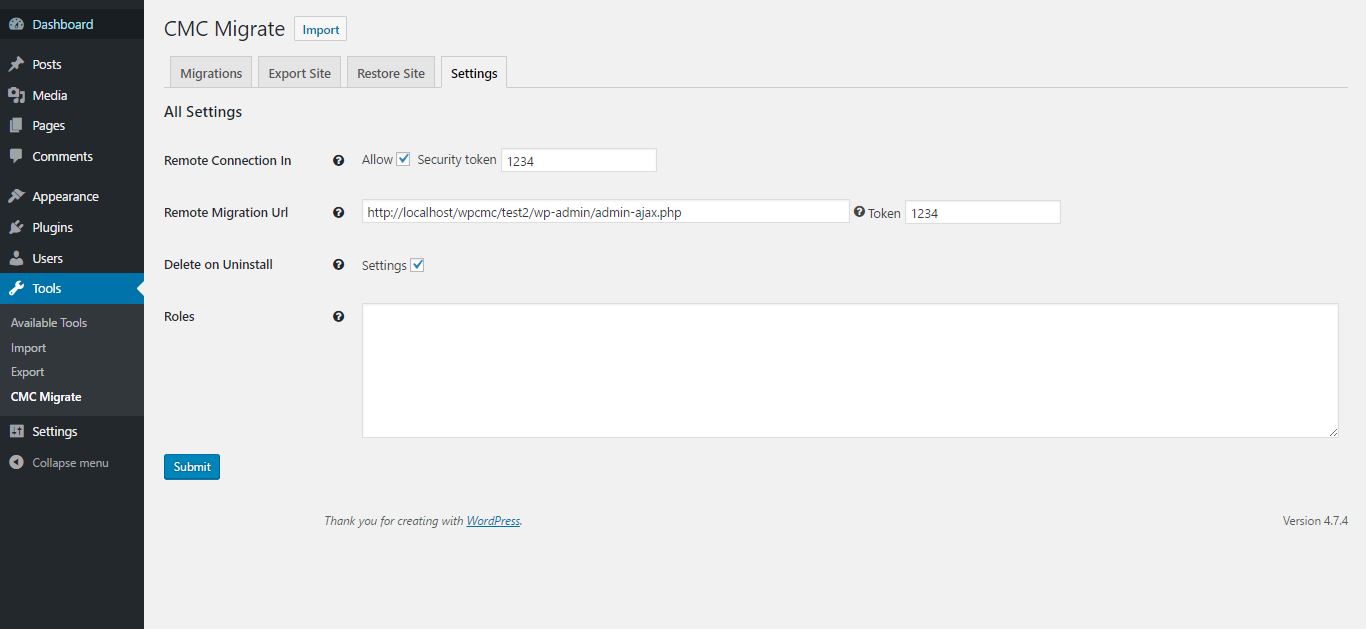 Dashboard
Posts
Media
Pages
Comments
Appearance
Plugins
Users
Tools
Available Tools
Import
Export
CMC Migrate
Settings
Collapse menu
CMC Migrate Import
Migrations Export Site Restore Site Settings
All Settings
Remote Connection In ? Allow Security token 1234
Remote Migration Url ? http://localhost/wpcmc/test2/wp-admin/admin-ajax.php ? Token 1234
Delete on Uninstall ? Settings
Roles ?
Submit
Thank you for creating with WordPress. Version 4.7.4